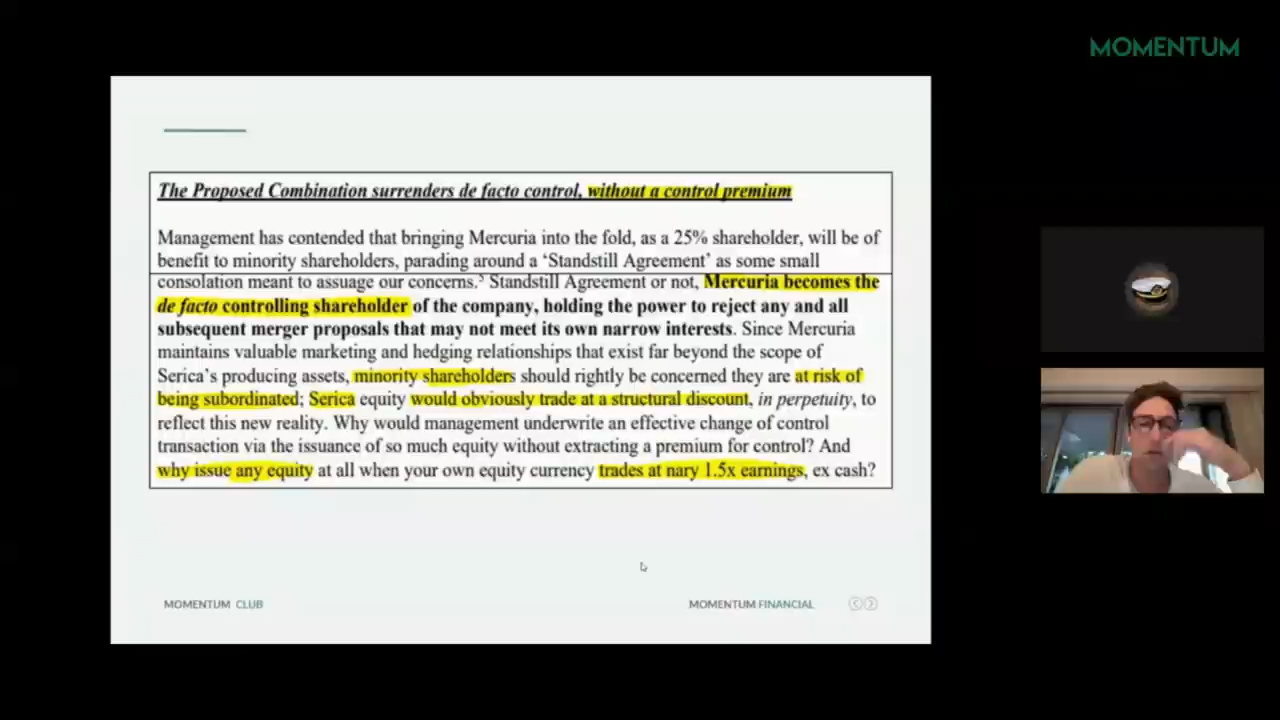 MOMENTUM
The Proposed Combination surrenders de facto control, without a control premium
Management has contended that bringing Mercuria into the fold, as a 25% shareholder, will be of
benefit to minority shareholders, parading around a ‘Standstill Agreement’ as some small
consolation meant to assuage our concerns.⁵ Standstill Agreement or not, Mercuria becomes the
de facto controlling shareholder of the company, holding the power to reject any and all
subsequent merger proposals that may not meet its own narrow interests. Since Mercuria
maintains valuable marketing and hedging relationships that exist far beyond the scope of
Serica’s producing assets, minority shareholders should rightly be concerned they are at risk of
being subordinated; Serica equity would obviously trade at a structural discount, in perpetuity, to
reflect this new reality. Why would management underwrite an effective change of control
transaction via the issuance of so much equity without extracting a premium for control? And
why issue any equity at all when your own equity currency trades at nary 1.5x earnings, ex cash?
MOMENTUM CLUB
MOMENTUM FINANCIAL